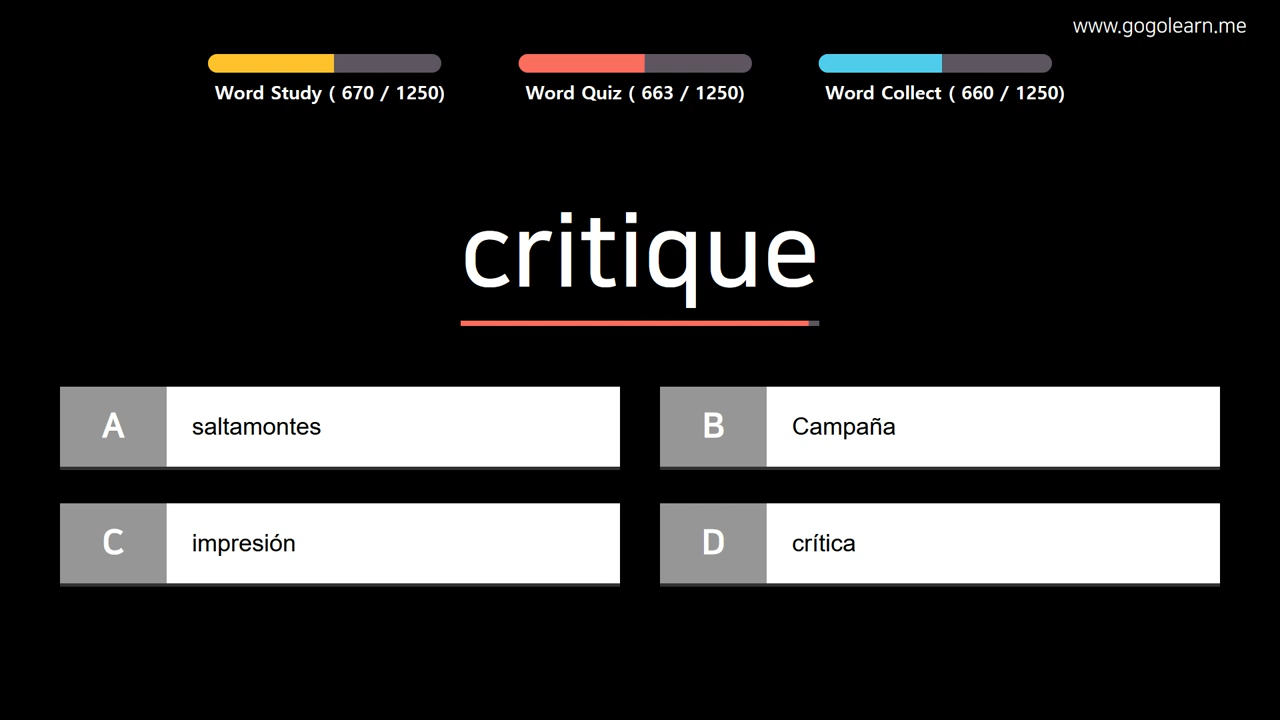 www.gogolearn.me
Word Study ( 670 / 1250)
Word Quiz ( 663 / 1250)
Word Collect ( 660 / 1250)
critique
A
saltamontes
B
Campaña
C
impresión
D
crítica